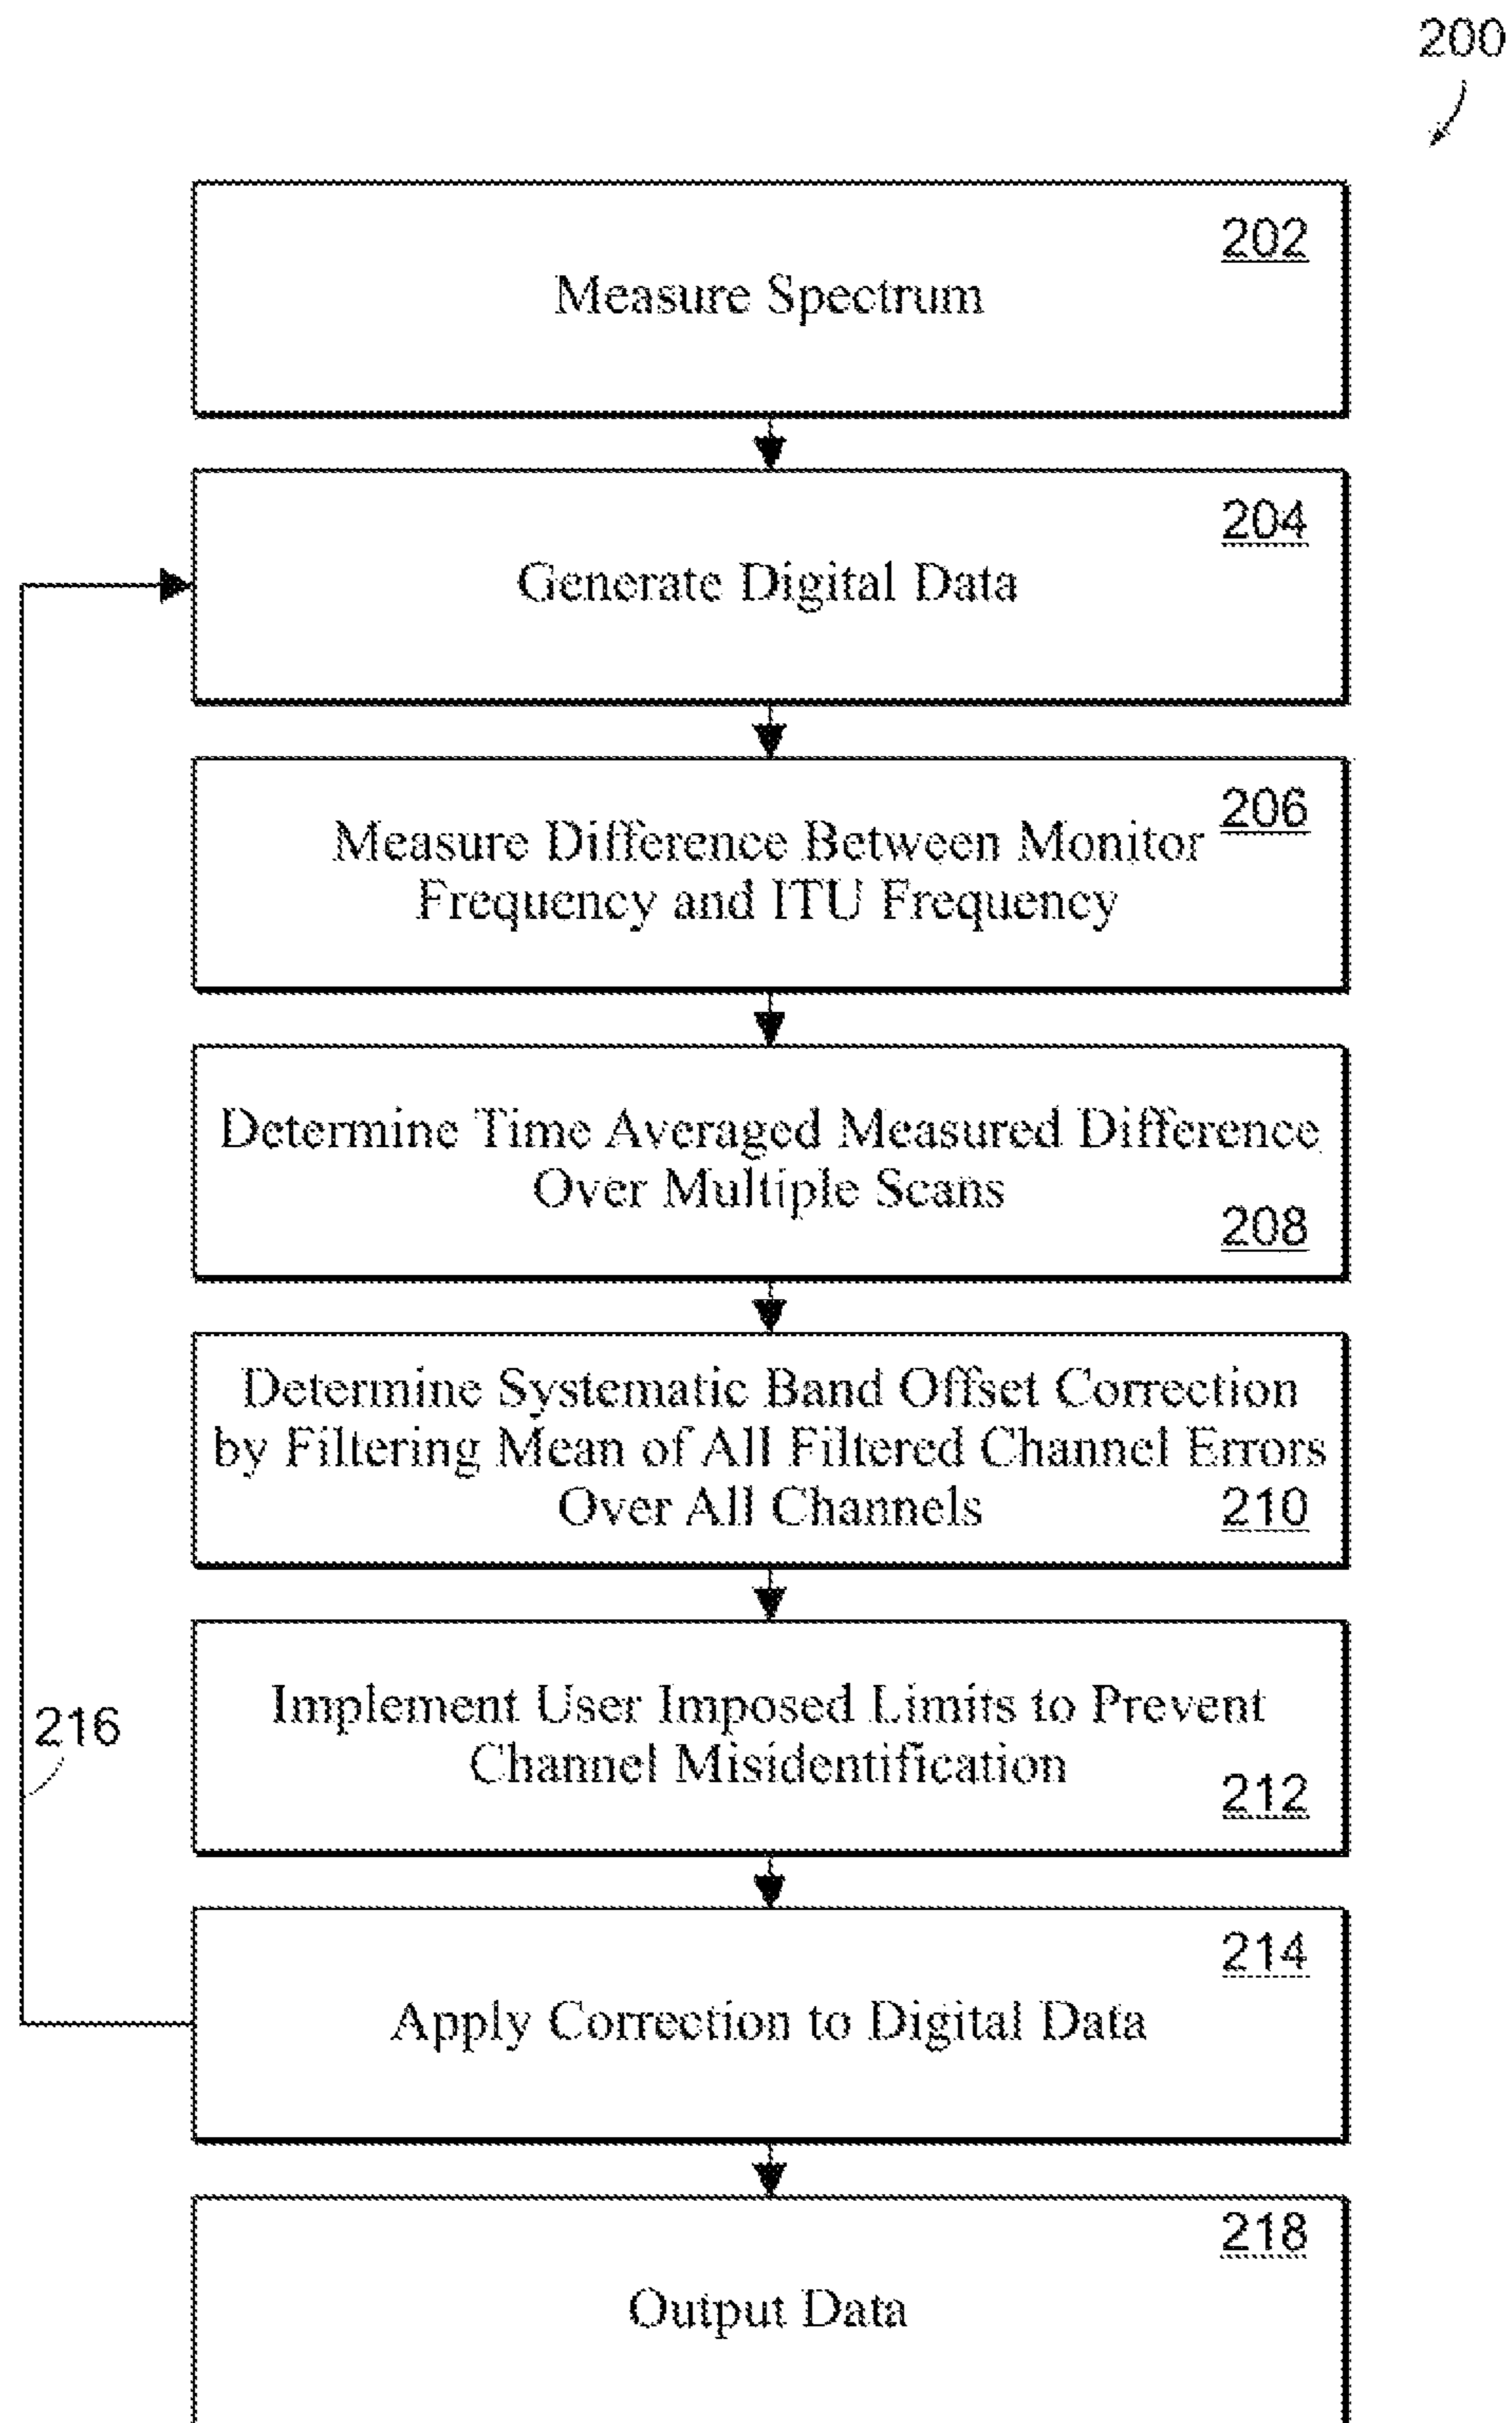 200
202
Measure Spectrum
204
Generate Digital Data
206
Measure Difference Between Monitor
Frequency and ITU Frequency
Determine Time Averaged Measured Difference
Over Multiple Scans
208
Determine Systematic Band Offset Correction
by Filtering Mean of All Filtered Channel Errors
Over All Channels
210
216
Implement User Imposed Limits to Prevent
Channel Misidentification
212
214
Apply Correction to Digital Data
218
Output Data